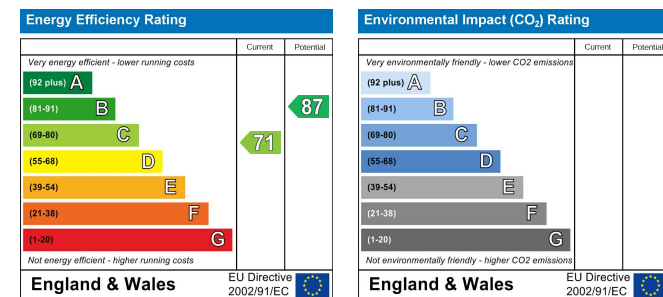 Energy Efficiency Rating
Current Potential
Very energy efficient - lower running costs
(92 plus) A
(81-91) B
(69-80) C
(55-68) D
(39-54) E
(21-38) F
(1-20) G
71
87
Not energy efficient - higher running costs
England & Wales
EU Directive
2002/91/EC
Environmental Impact (CO₂) Rating
Current Potential
Very environmentally friendly - lower CO2 emissions
(92 plus) A
(81-91) B
(69-80) C
(55-68) D
(39-54) E
(21-38) F
(1-20) G
Not environmentally friendly - higher CO2 emissions
England & Wales
EU Directive
2002/91/EC